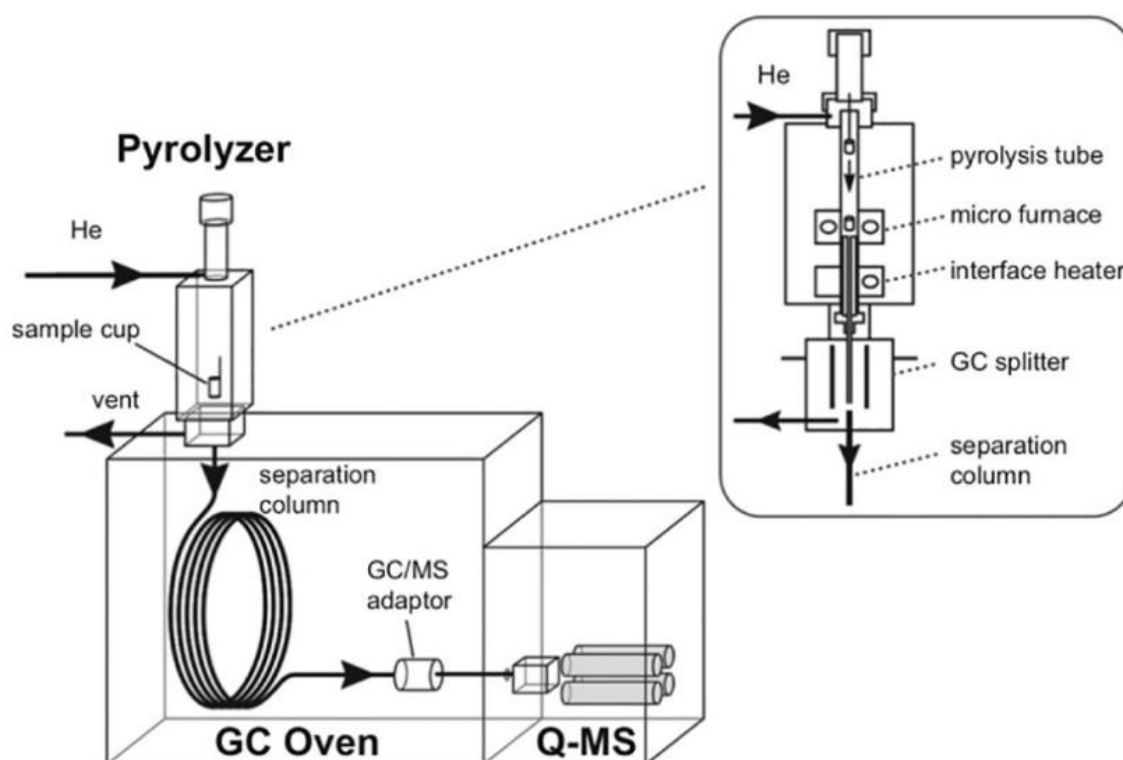 Pyrolyzer
He
sample cup
vent
separation
column
GC/MS
adaptor
GC Oven
Q-MS
He
pyrolysis tube
micro furnace
interface heater
GC splitter
separation
column